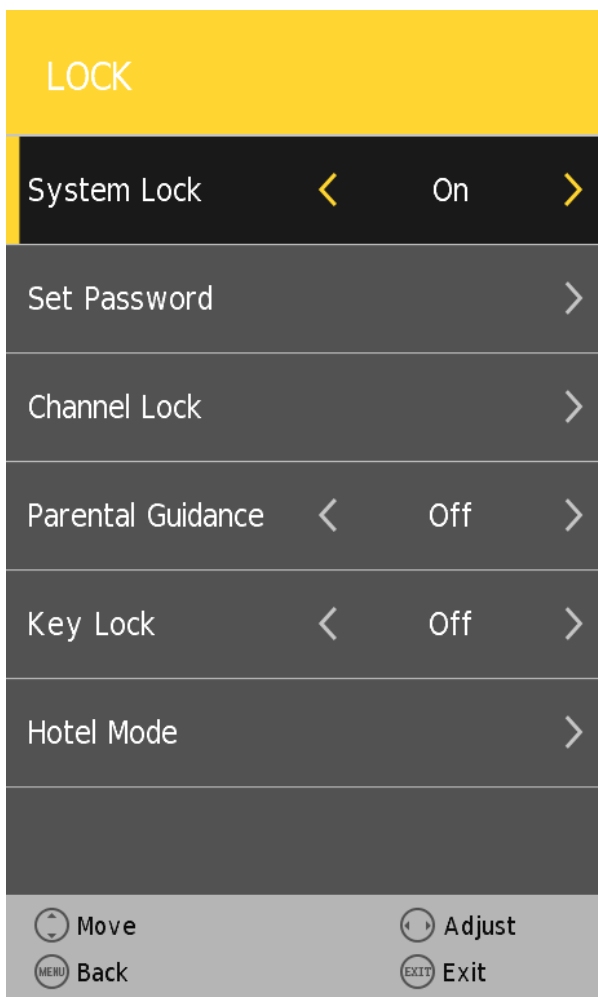 LOCK
System Lock On
Set Password
Channel Lock
Parental Guidance Off
Key Lock Off
Hotel Mode
Move Adjust
MENU Back EXIT Exit